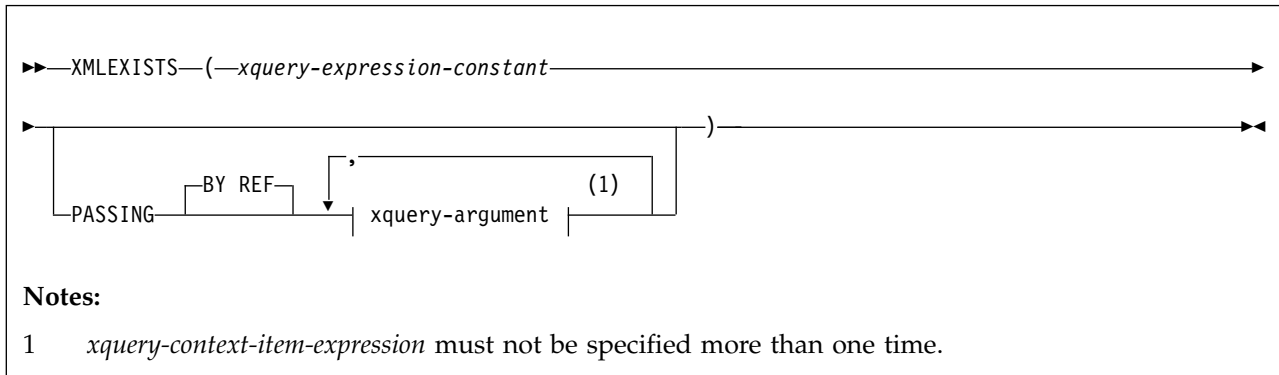 XMLEXISTS ( xquery-expression-constant
)
,
BY REF (1)
PASSING xquery-argument
Notes:
1 xquery-context-item-expression must not be specified more than one time.